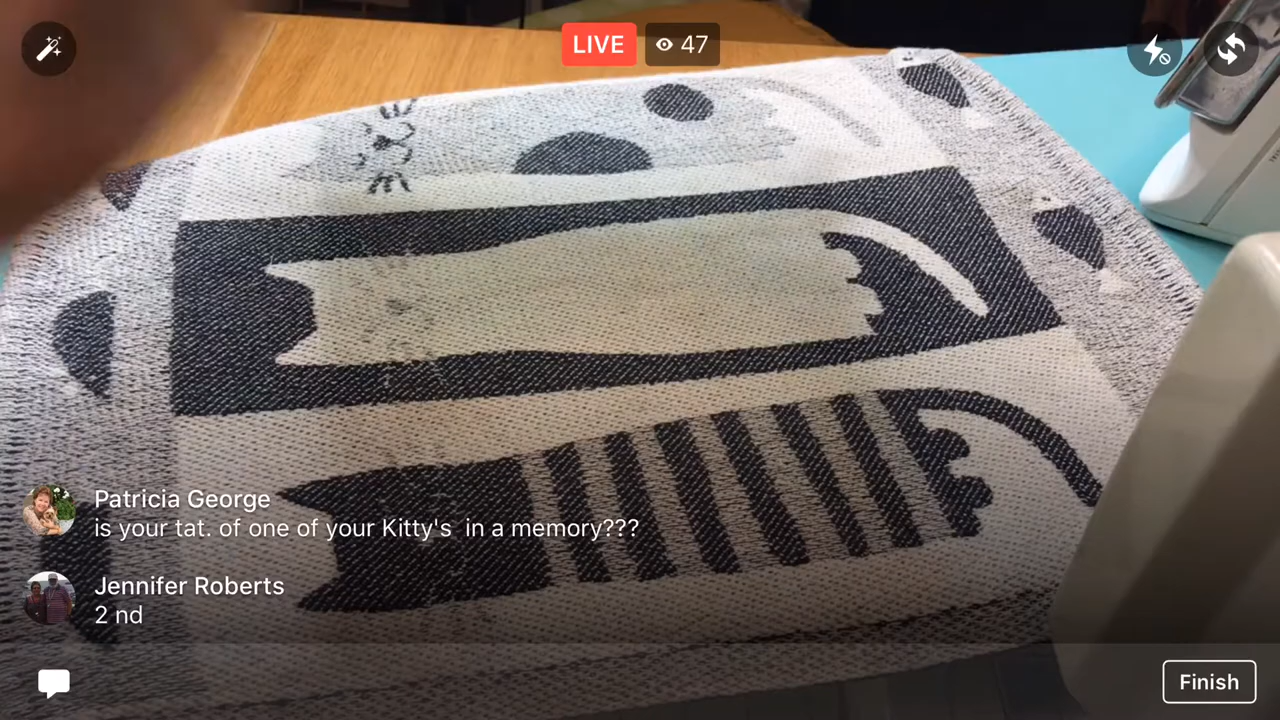 LIVE
47
Patricia George
is your tat. of one of your Kitty's in a memory???
Jennifer Roberts
2 nd
Finish